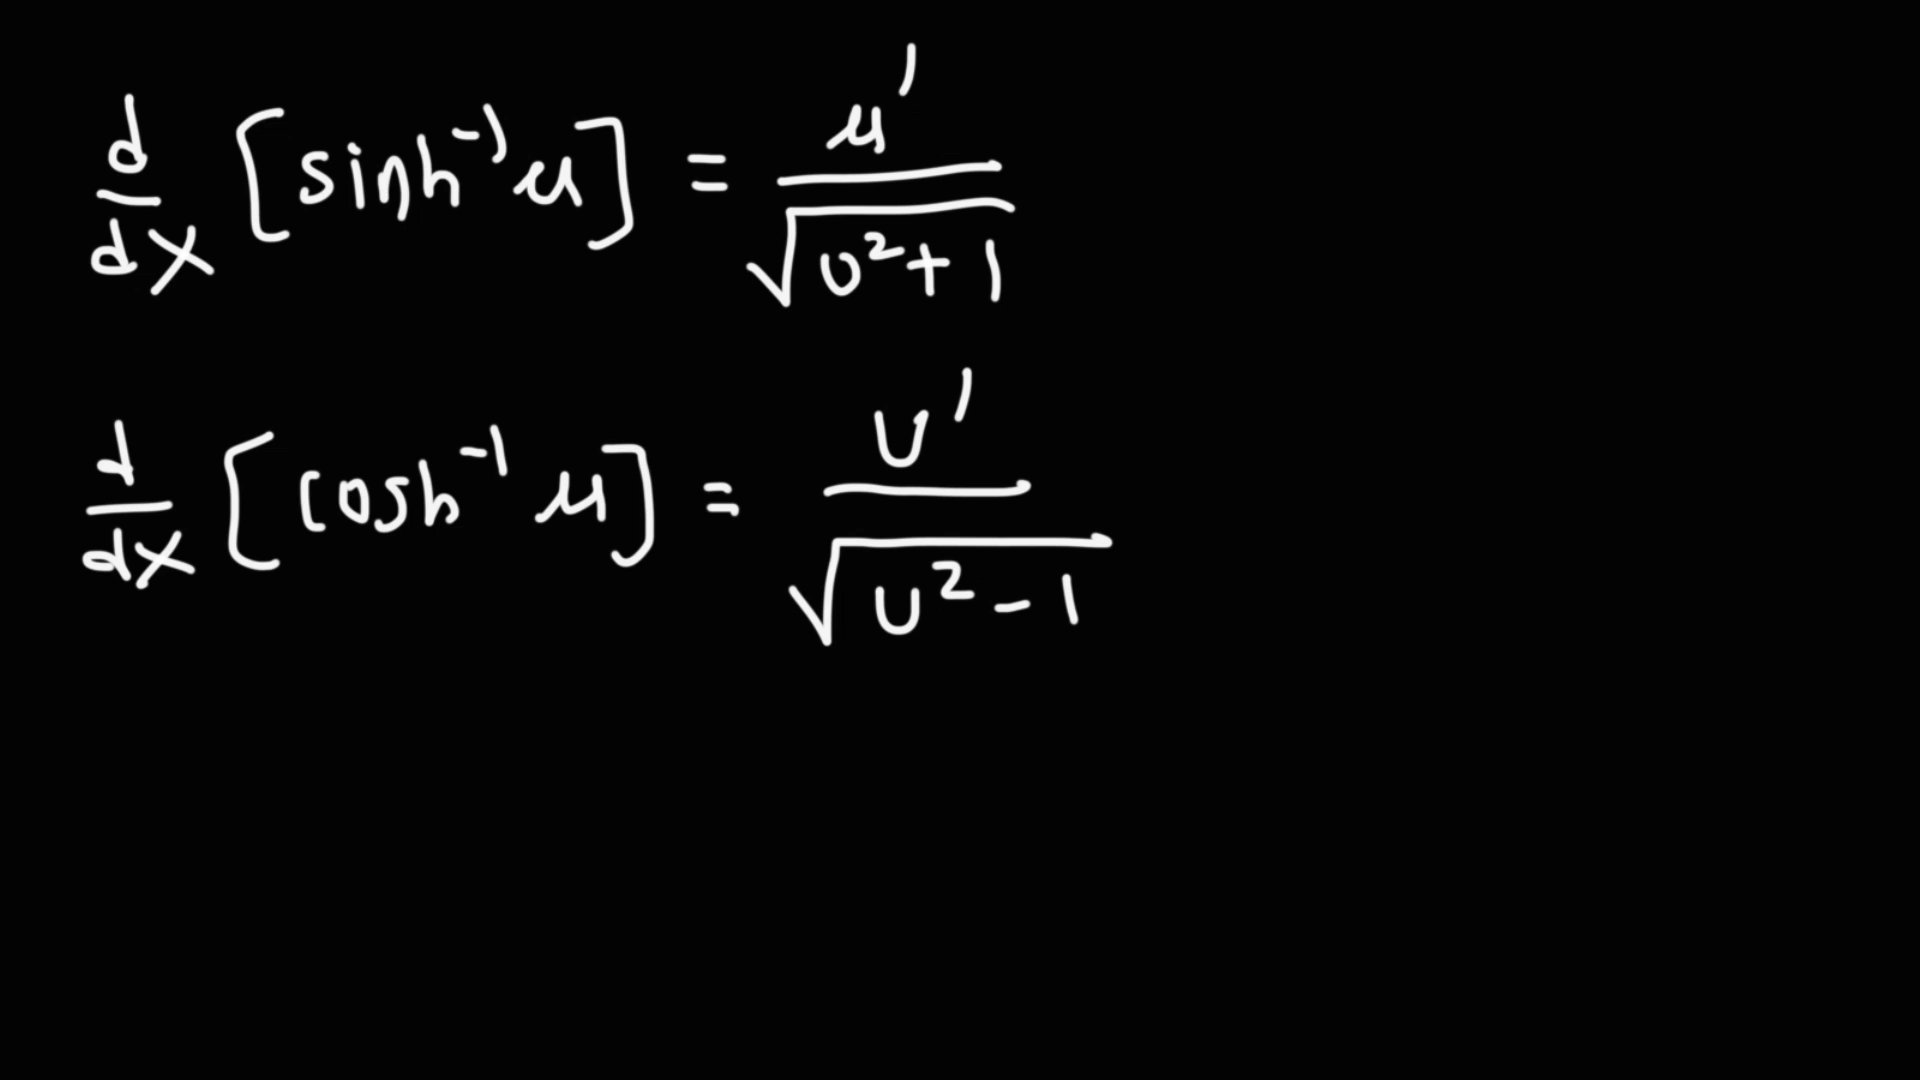 d/dx [sinh⁻¹ u] = u' / √(u² + 1)
d/dx [cosh⁻¹ u] = u' / √(u² - 1)